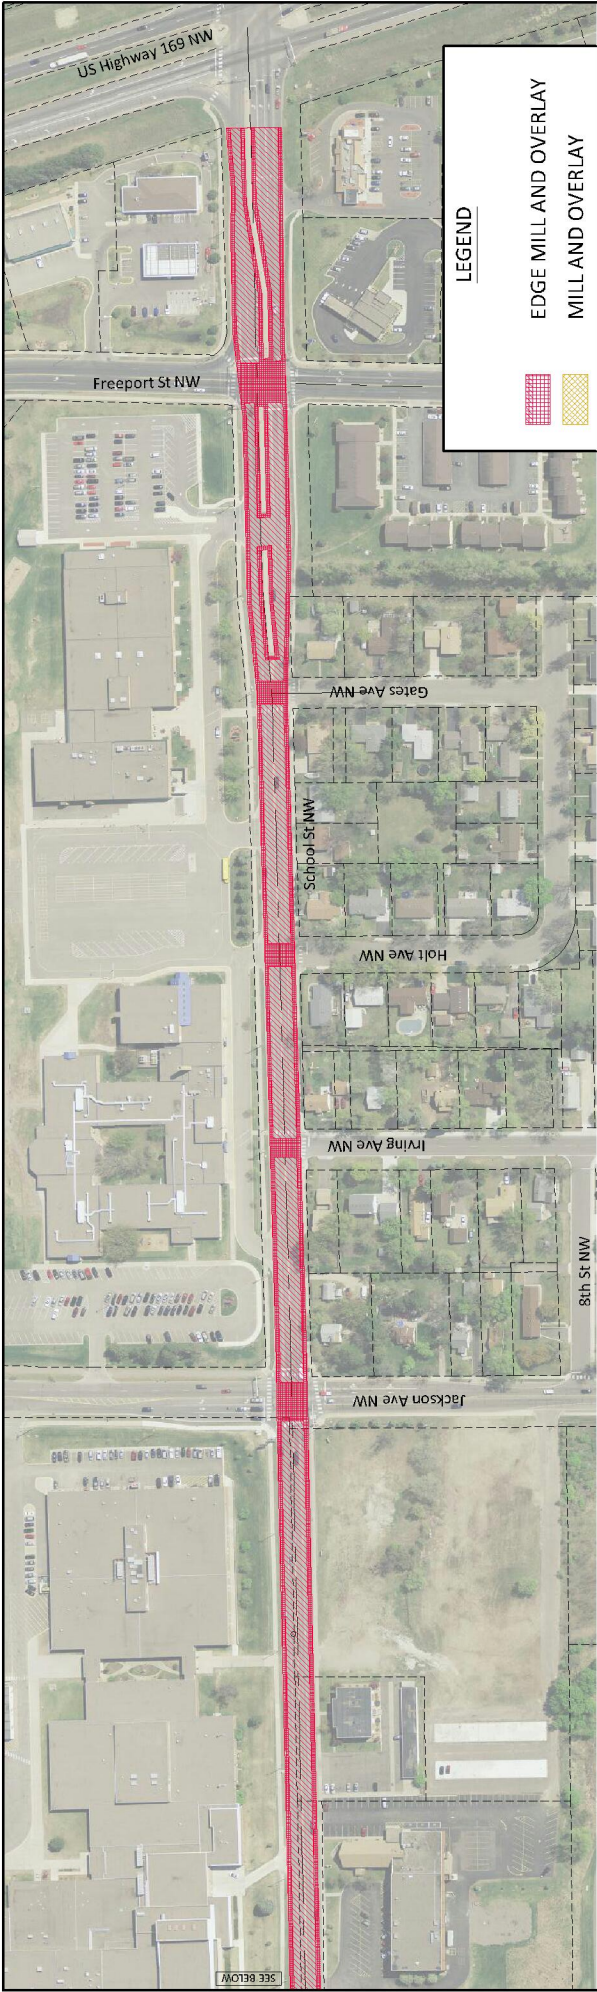 US Highway 169 NW
LEGEND
EDGE MILL AND OVERLAY
MILL AND OVERLAY
Freeport St NW
Gates Ave NW
School St NW
Holt Ave NW
Irving Ave NW
8th St NW
Jackson Ave NW
SEE BELOW